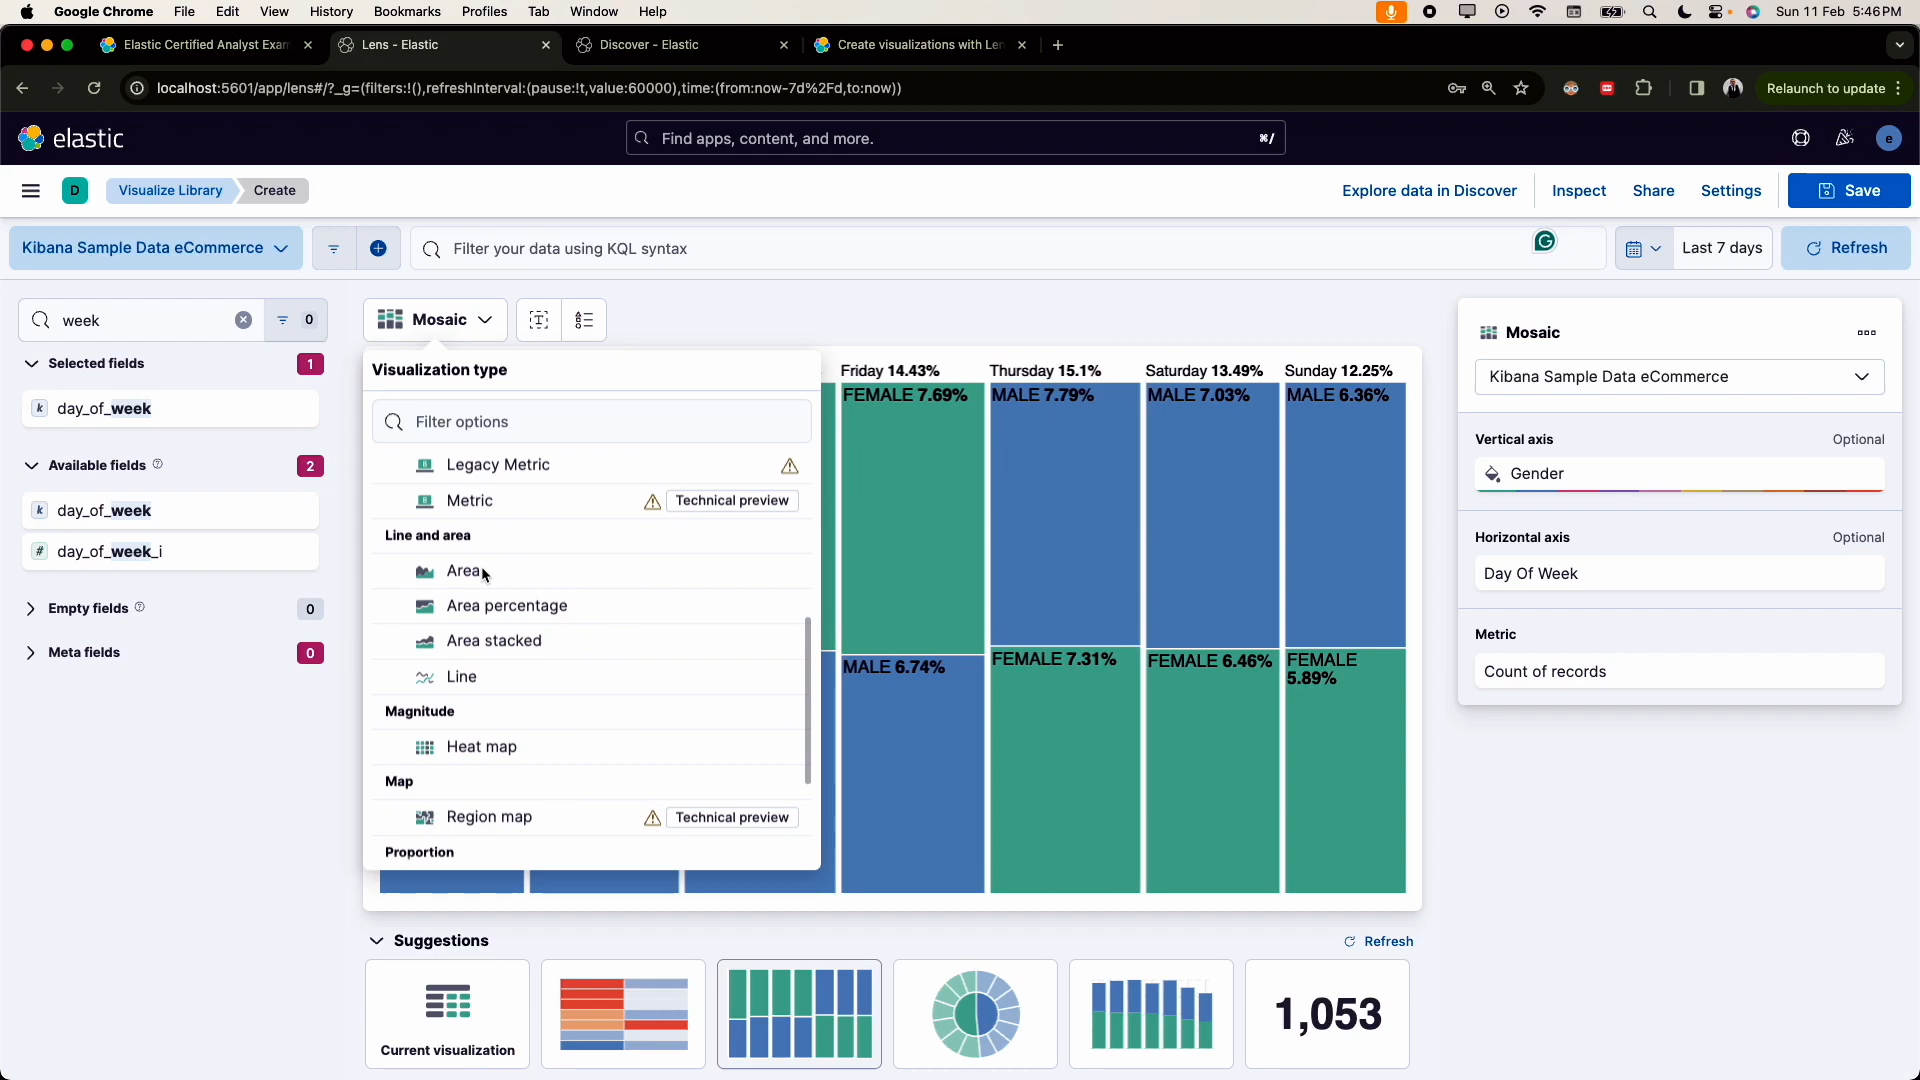 Google Chrome File Edit View History Bookmarks Profiles Tab Window Help Sun 11 Feb 5:46 PM
Elastic Certified Analyst Exam Lens - Elastic Discover - Elastic Create visualizations with Len
localhost:5601/app/lens#/?_g=(filters:!(),refreshInterval:(pause:!t,value:60000),time:(from:now-7d%2Fd,to:now)) Relaunch to update
elastic Find apps, content, and more. ⌘/ e
D Visualize Library Create Explore data in Discover Inspect Share Settings Save
Kibana Sample Data eCommerce Filter your data using KQL syntax Last 7 days Refresh
week 0
Selected fields 1
k day_of_week
Available fields 2
k day_of_week
# day_of_week_i
Empty fields 0
Meta fields 0
Mosaic
Visualization type
Filter options
Legacy Metric
Metric Technical preview
Line and area
Area
Area percentage
Area stacked
Line
Magnitude
Heat map
Map
Region map Technical preview
Proportion
Friday 14.43% Thursday 15.1% Saturday 13.49% Sunday 12.25%
FEMALE 7.69% MALE 7.79% MALE 7.03% MALE 6.36%
MALE 6.74% FEMALE 7.31% FEMALE 6.46% FEMALE
5.89%
Mosaic
Kibana Sample Data eCommerce
Vertical axis Optional
Gender
Horizontal axis Optional
Day Of Week
Metric
Count of records
Suggestions Refresh
Current visualization
1,053